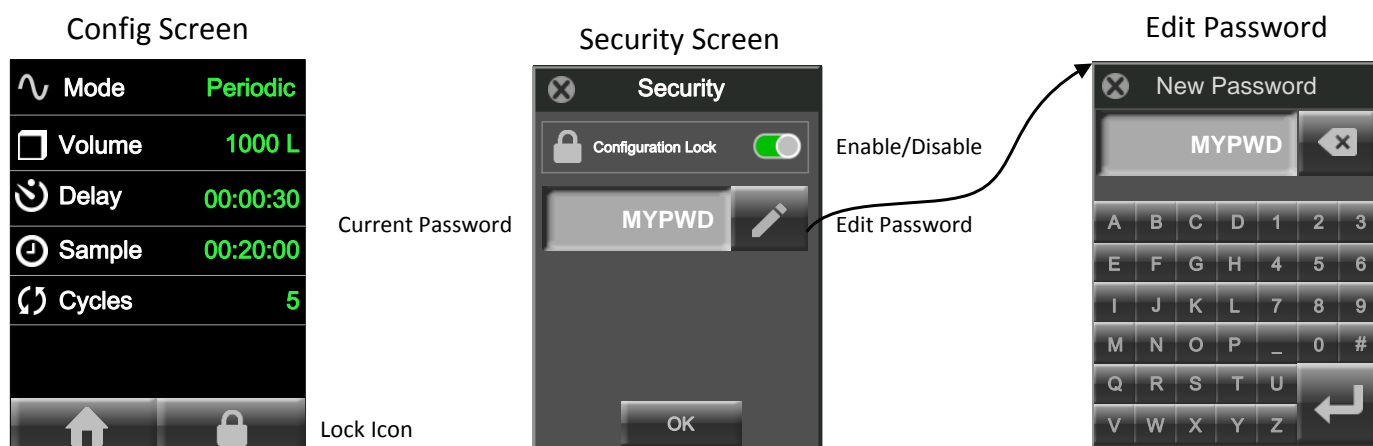 Config Screen
Mode Periodic
Volume 1000 L
Delay 00:00:30
Sample 00:20:00
Cycles 5
Lock Icon
Security Screen
Security
Configuration Lock
Enable/Disable
Current Password
MYPWD
Edit Password
OK
Edit Password
New Password
MYPWD
A B C D 1 2 3
E F G H 4 5 6
I J K L 7 8 9
M N O P _ 0 #
Q R S T U
V W X Y Z